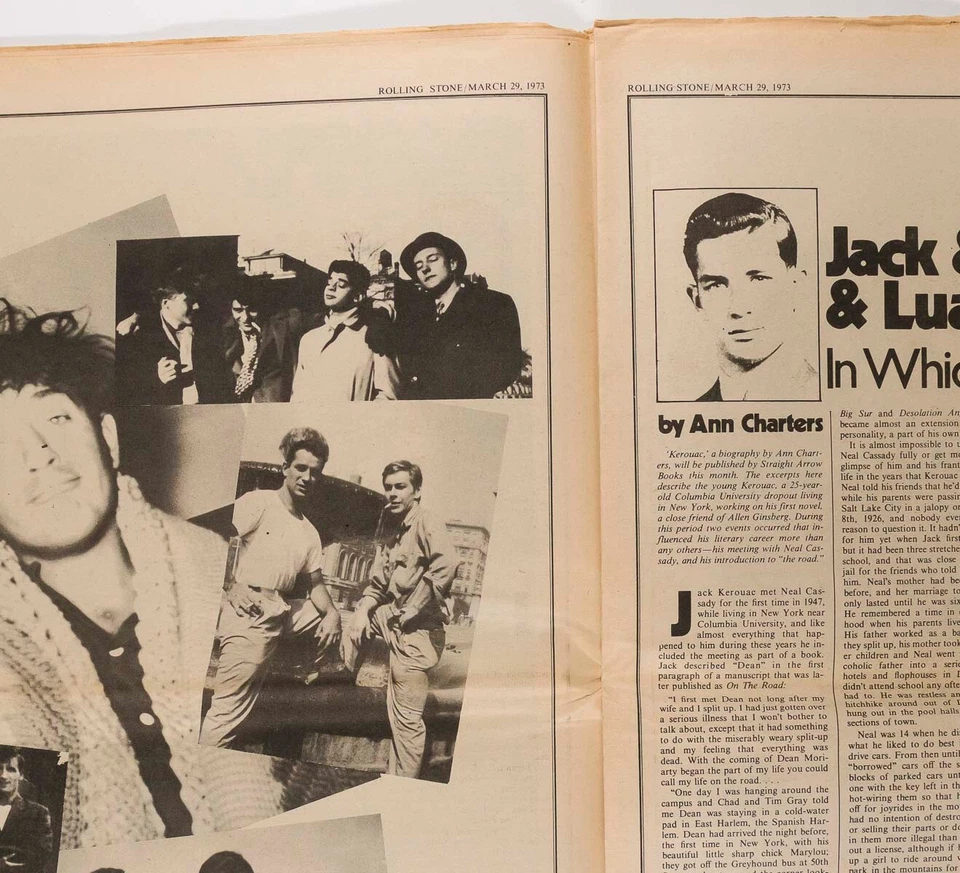 ROLLING STONE/MARCH 29, 1973
ROLLING STONE/MARCH 29, 1973
Jack &
& Lua
In Whic
by Ann Charters
'Kerouac,' a biography by Ann Chart-
ers, will be published by Straight Arrow
Books this month. The excerpts here
describe the young Kerouac, a 25-year-
old Columbia University dropout living
in New York, working on his first novel,
a close friend of Allen Ginsberg. During
this period two events occurred that in-
fluenced his literary career more than
any others—his meeting with Neal Cas-
sady, and his introduction to "the road."
Jack Kerouac met Neal Cas-
sady for the first time in 1947,
while living in New York near
Columbia University, and like
almost everything that hap-
pened to him during these years he in-
cluded the meeting as part of a book.
Jack described "Dean" in the first
paragraph of a manuscript that was la-
ter published as On The Road:
"I first met Dean not long after my
wife and I split up. I had just gotten over
a serious illness that I won't bother to
talk about, except that it had something
to do with the miserably weary split-up
and my feeling that everything was
dead. With the coming of Dean Mori-
arty began the part of my life you could
call my life on the road. . . .
"One day I was hanging around the
campus and Chad and Tim Gray told
me Dean was staying in a cold-water
pad in East Harlem, the Spanish Har-
lem. Dean had arrived the night before,
the first time in New York, with his
beautiful little sharp chick Marylou;
they got off the Greyhound bus at 50th
Big Sur and Desolation An
became almost an extension
personality, a part of his own
It is almost impossible to u
Neal Cassady fully or get m
glimpse of him and his frant
life in the years that Kerouac
Neal told his friends that he'd
while his parents were passin
Salt Lake City in a jalopy on
8th, 1926, and nobody ever
reason to question it. It hadn'
for him yet when Jack first
but it had been three stretche
school, and that was close
jail for the friends who told
him. Neal's mother had bee
before, and her marriage to
only lasted until he was six
He remembered a time in
hood when his parents live
His father worked as a ba
they split up, his mother took
er children and Neal went
coholic father into a serie
hotels and flophouses in D
didn't attend school any ofte
had to. He was restless an
hitchhike around out of
hung out in the pool halls
sections of town.
Neal was 14 when he di
what he liked to do best
drive cars. From then until
"borrowed" cars off the s
blocks of parked cars unt
one with the key left in the
hot-wiring them so that h
off for joyrides in the mo
had no intention of destro
or selling their parts or d
in them more illegal than
out a license, although if h
up a girl to ride around w
park in the mountains for